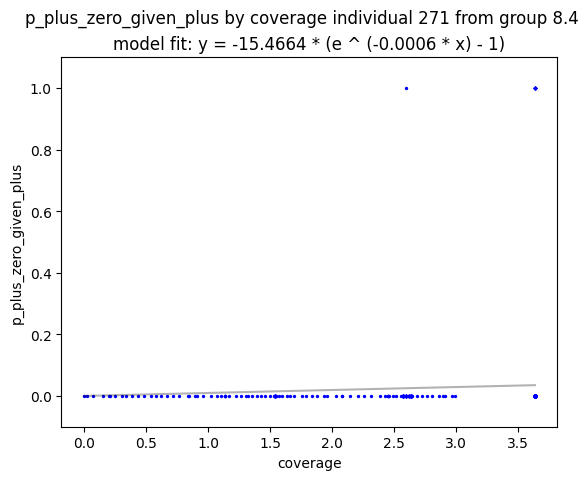 p_plus_zero_given_plus by coverage individual 271 from group 8.4
model fit: y = -15.4664 * (e ^ (-0.0006 * x) - 1)
1.0
0.8
0.6
0.4
0.2
0.0
p_plus_zero_given_plus
0.0 0.5 1.0 1.5 2.0 2.5 3.0 3.5
coverage